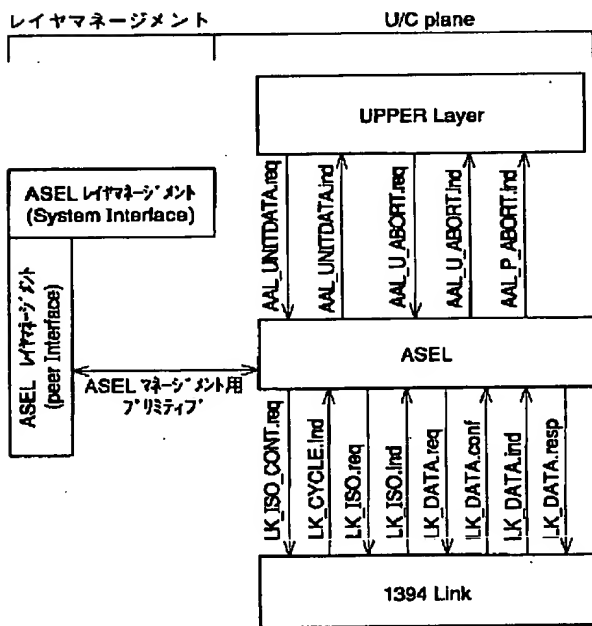 レイヤマネージメント
U/C plane
UPPER Layer
AAL_UNITDATA.req
AAL_UNITDATA.ind
AAL_U_ABORT.req
AAL_U_ABORT.ind
AAL_P_ABORT.ind
ASEL レイヤマネージメント
(System Interface)
ASEL レイヤマネージメント
(peer Interface)
ASEL マネージメント用
プリミティブ
ASEL
LK_ISO_CONT.req
LK_CYCLE.ind
LK_ISO.req
LK_ISO.ind
LK_DATA.req
LK_DATA.conf
LK_DATA.ind
LK_DATA.resp
1394 Link